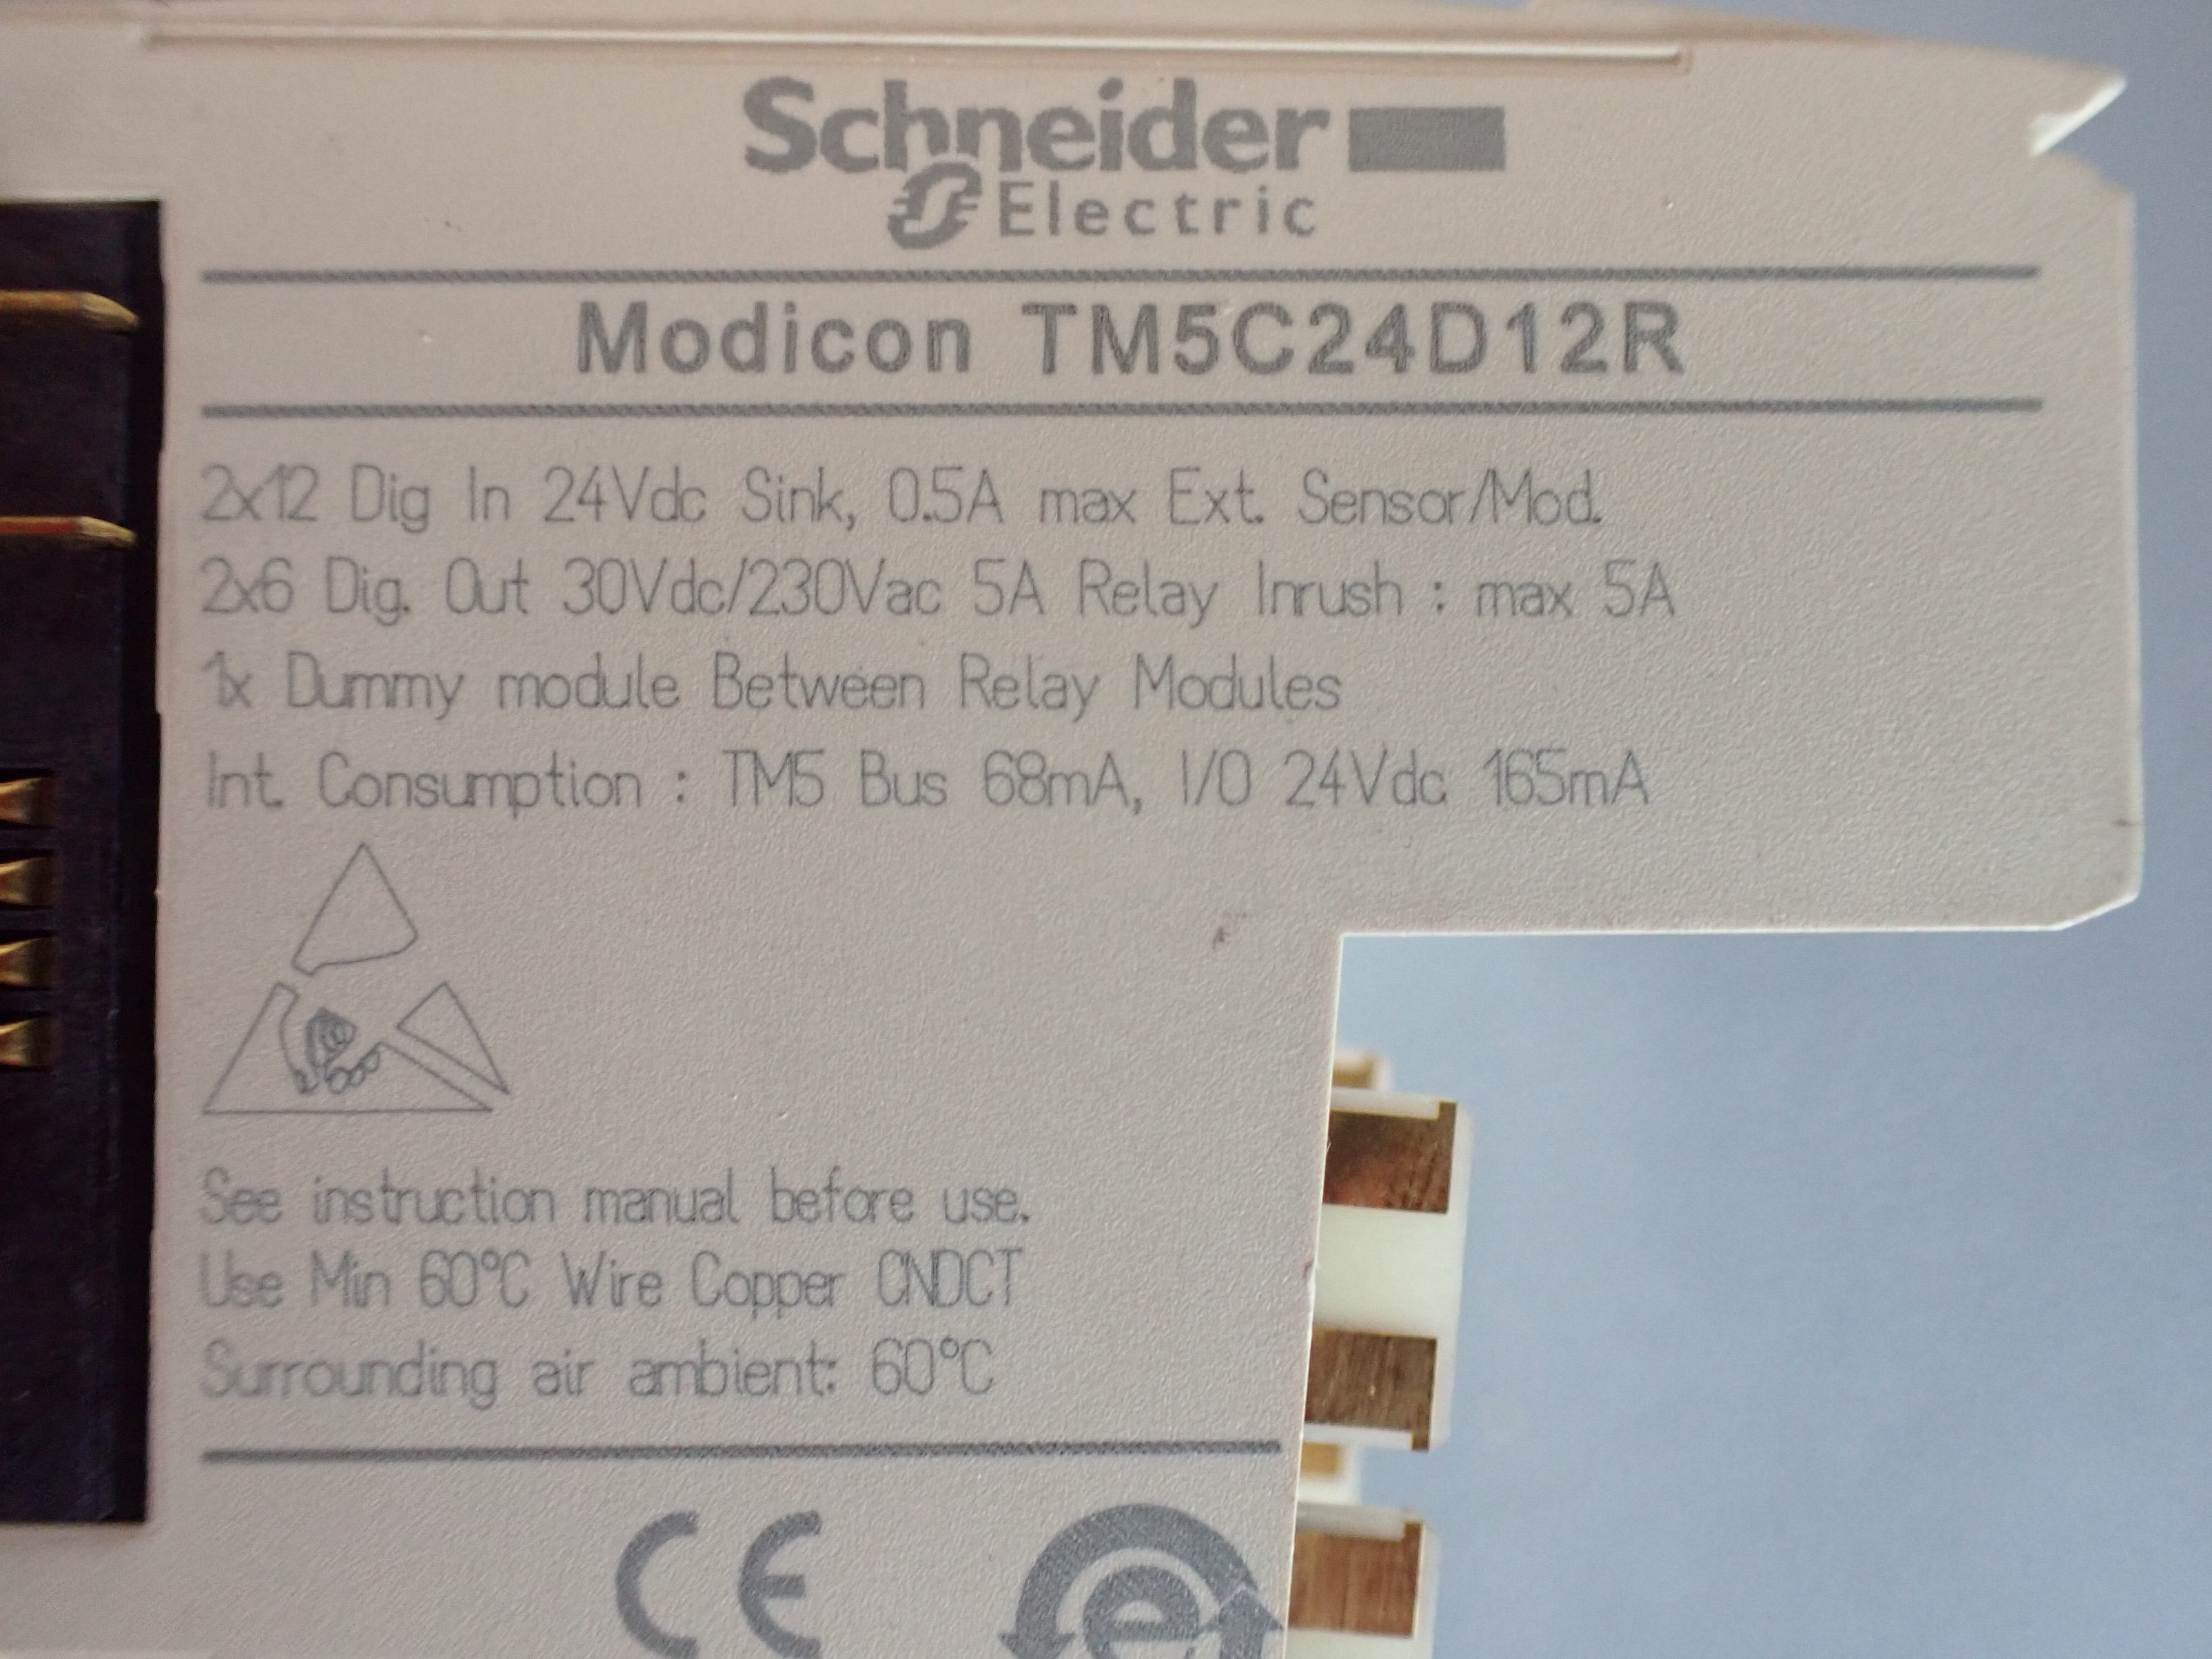 Schneider
Electric
Modicon TM5C24D12R
2x12 Dig In 24Vdc Sink, 0.5A max Ext. Sensor/Mod.
2x6 Dig. Out 30Vdc/230Vac 5A Relay Inrush : max 5A
1x Dummy module Between Relay Modules
Int. Consumption : TM5 Bus 68mA, I/O 24Vdc 165mA
See instruction manual before use.
Use Min 60°C Wire Copper CNDCT
Surrounding air ambient: 60°C
CE e